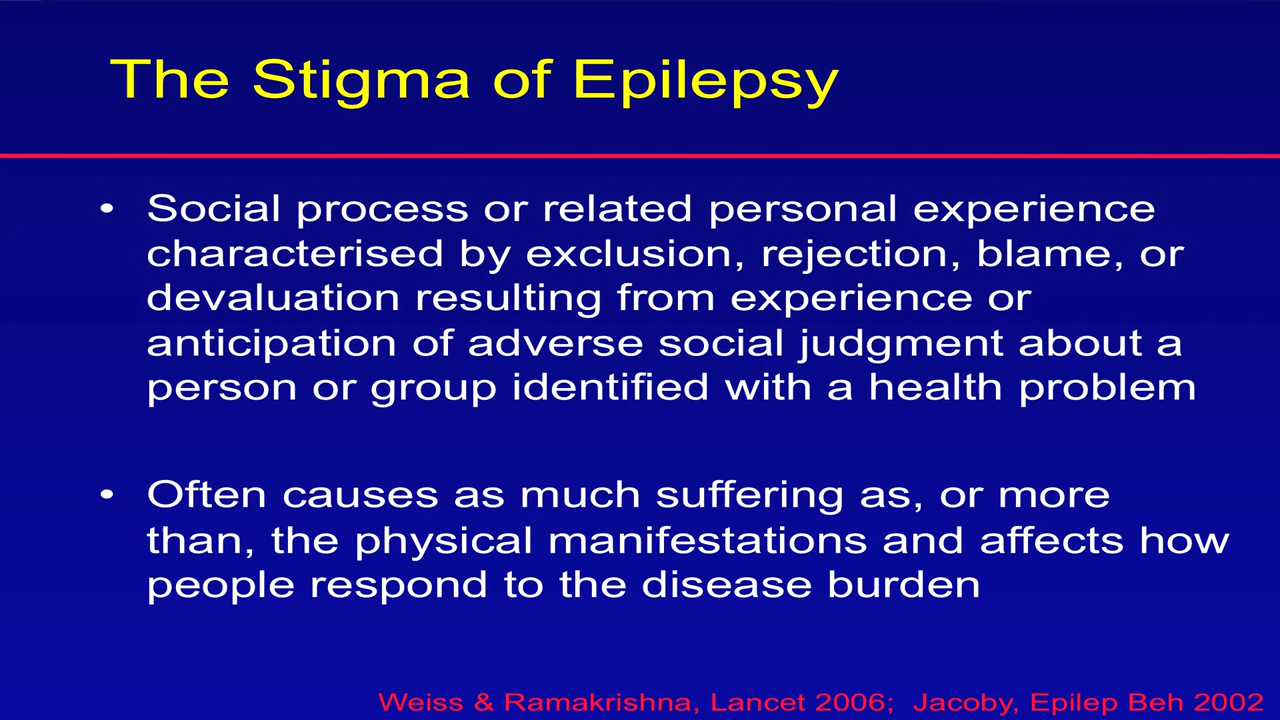 The Stigma of Epilepsy
• Social process or related personal experience
characterised by exclusion, rejection, blame, or
devaluation resulting from experience or
anticipation of adverse social judgment about a
person or group identified with a health problem
• Often causes as much suffering as, or more
than, the physical manifestations and affects how
people respond to the disease burden
Weiss & Ramakrishna, Lancet 2006; Jacoby, Epilep Beh 2002